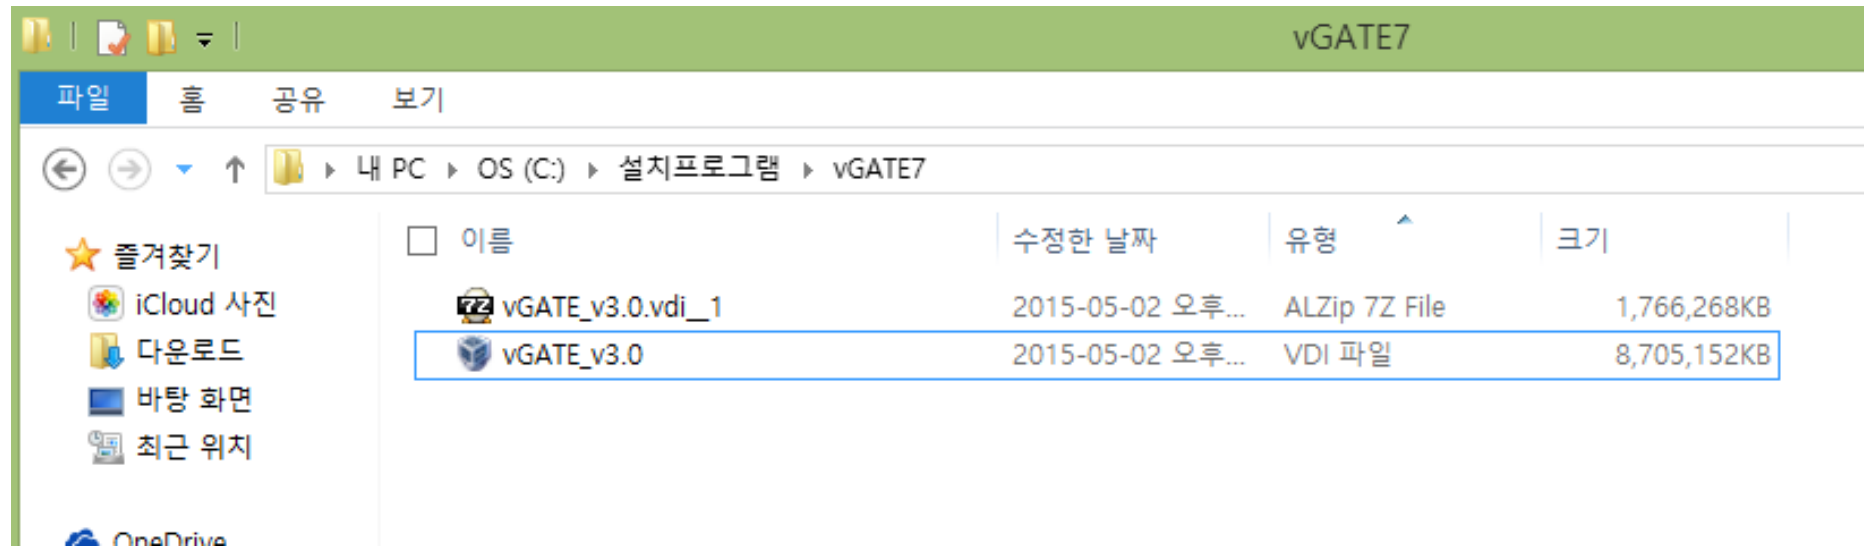 vGATE7
파일 홈 공유 보기
내 PC OS (C:) 설치프로그램 vGATE7
즐겨찾기
iCloud 사진
다운로드
바탕 화면
최근 위치
OneDrive
이름 수정한 날짜 유형 크기
vGATE_v3.0.vdi__1 2015-05-02 오후... ALZip 7Z File 1,766,268KB
vGATE_v3.0 2015-05-02 오후... VDI 파일 8,705,152KB